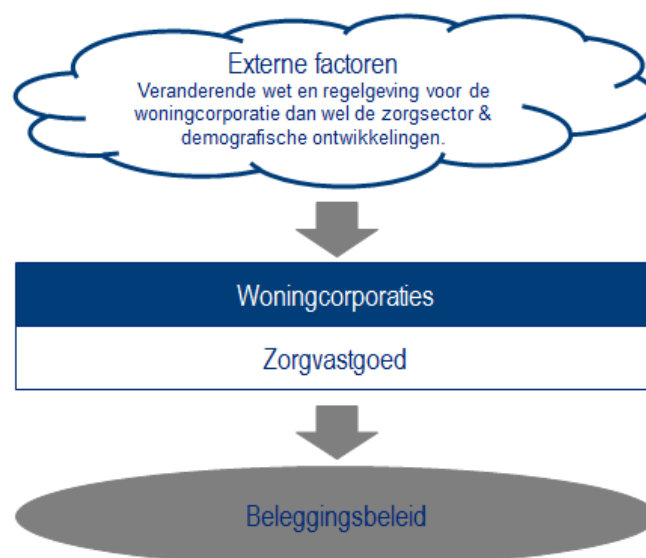 Externe factoren
Veranderende wet en regelgeving voor de
woningcorporatie dan wel de zorgsector &
demografische ontwikkelingen.
Woningcorporaties
Zorgvastgoed
Beleggingsbeleid